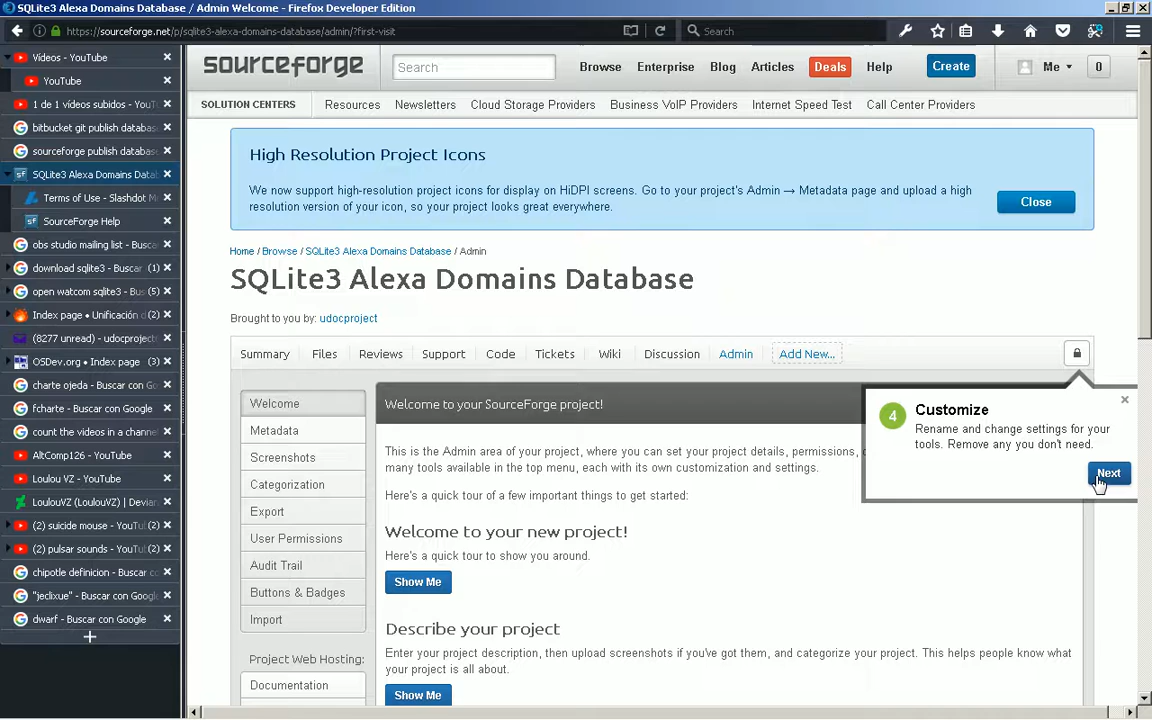 SQLite3 Alexa Domains Database / Admin Welcome - Firefox Developer Edition
https://sourceforge.net/p/sqlite3-alexa-domains-database/admin/?first-visit
Search
Vídeos - YouTube
YouTube
1 de 1 vídeos subidos - YouT
bitbucket git publish databas
sourceforge publish databas
SQLite3 Alexa Domains Data
Terms of Use - Slashdot M
SourceForge Help
obs studio mailing list - Busca
download sqlite3 - Buscar (1)
open watcom sqlite3 - Bus (5)
Index page • Unificación d (2)
(8277 unread) - udocproject
OSDev.org • Index page (3)
charte ojeda - Buscar con G
fcharte - Buscar con Google
count the videos in a channe
AltComp126 - YouTube
Loulou VZ - YouTube
LoulouVZ (LoulouVZ) | Devia
(2) suicide mouse - YouTu (2)
(2) pulsar sounds - YouTu (2)
chipotle definicion - Buscar c
"jeclixue" - Buscar con Goog
dwarf - Buscar con Google
sourceforge
Search
Browse Enterprise Blog Articles Deals Help Create Me 0
SOLUTION CENTERS Resources Newsletters Cloud Storage Providers Business VoIP Providers Internet Speed Test Call Center Providers
High Resolution Project Icons
We now support high-resolution project icons for display on HiDPI screens. Go to your project's Admin → Metadata page and upload a high
resolution version of your icon, so your project looks great everywhere.
Close
Home / Browse / SQLite3 Alexa Domains Database / Admin
SQLite3 Alexa Domains Database
Brought to you by: udocproject
Summary Files Reviews Support Code Tickets Wiki Discussion Admin Add New...
Welcome
Metadata
Screenshots
Categorization
Export
User Permissions
Audit Trail
Buttons & Badges
Import
Project Web Hosting:
Documentation
Welcome to your SourceForge project!
This is the Admin area of your project, where you can set your project details, permissions,
many tools available in the top menu, each with its own customization and settings.
Here's a quick tour of a few important things to get started:
Welcome to your new project!
Here's a quick tour to show you around.
Show Me
Describe your project
Enter your project description, then upload screenshots if you've got them, and categorize your project. This helps people know what
your project is all about.
Show Me
4 Customize
Rename and change settings for your
tools. Remove any you don't need.
Next